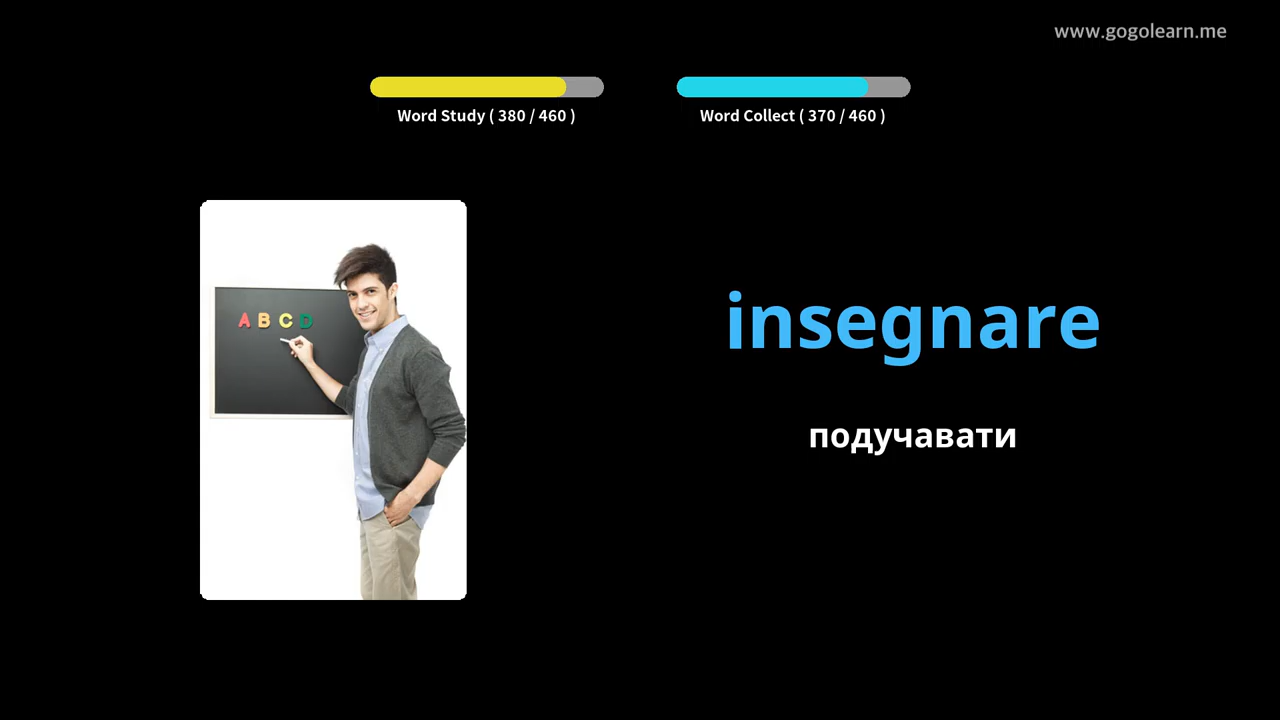 www.gogolearn.me
Word Study ( 380 / 460 )
Word Collect ( 370 / 460 )
A B C D
insegnare
подучавати